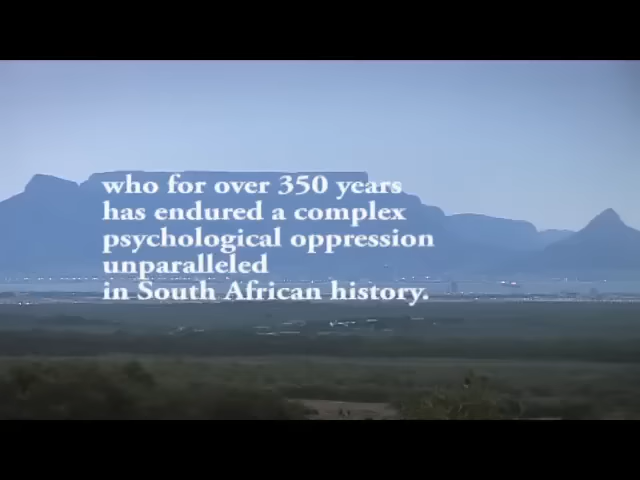 who for over 350 years
has endured a complex
psychological oppression
unparalleled
in South African history.